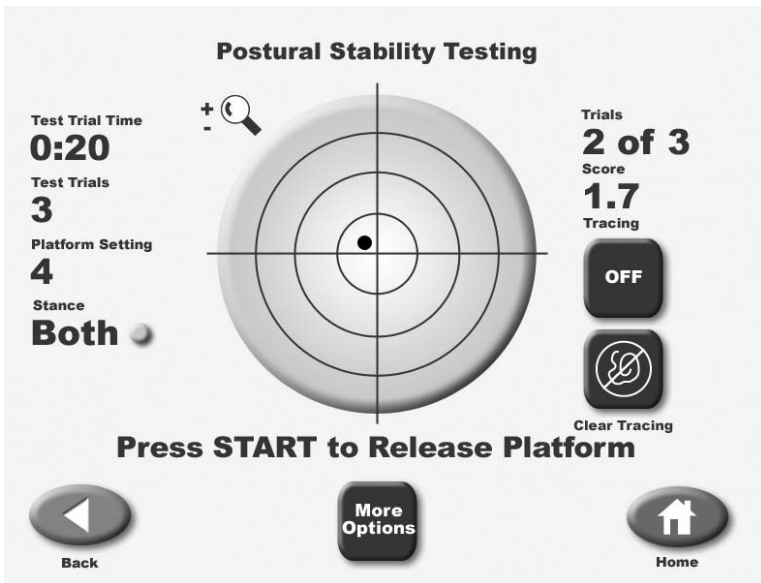 Postural Stability Testing
Test Trial Time
0:20
Test Trials
3
Platform Setting
4
Stance
Both
+
-
Trials
2 of 3
Score
1.7
Tracing
OFF
Clear Tracing
Press START to Release Platform
Back
More
Options
Home